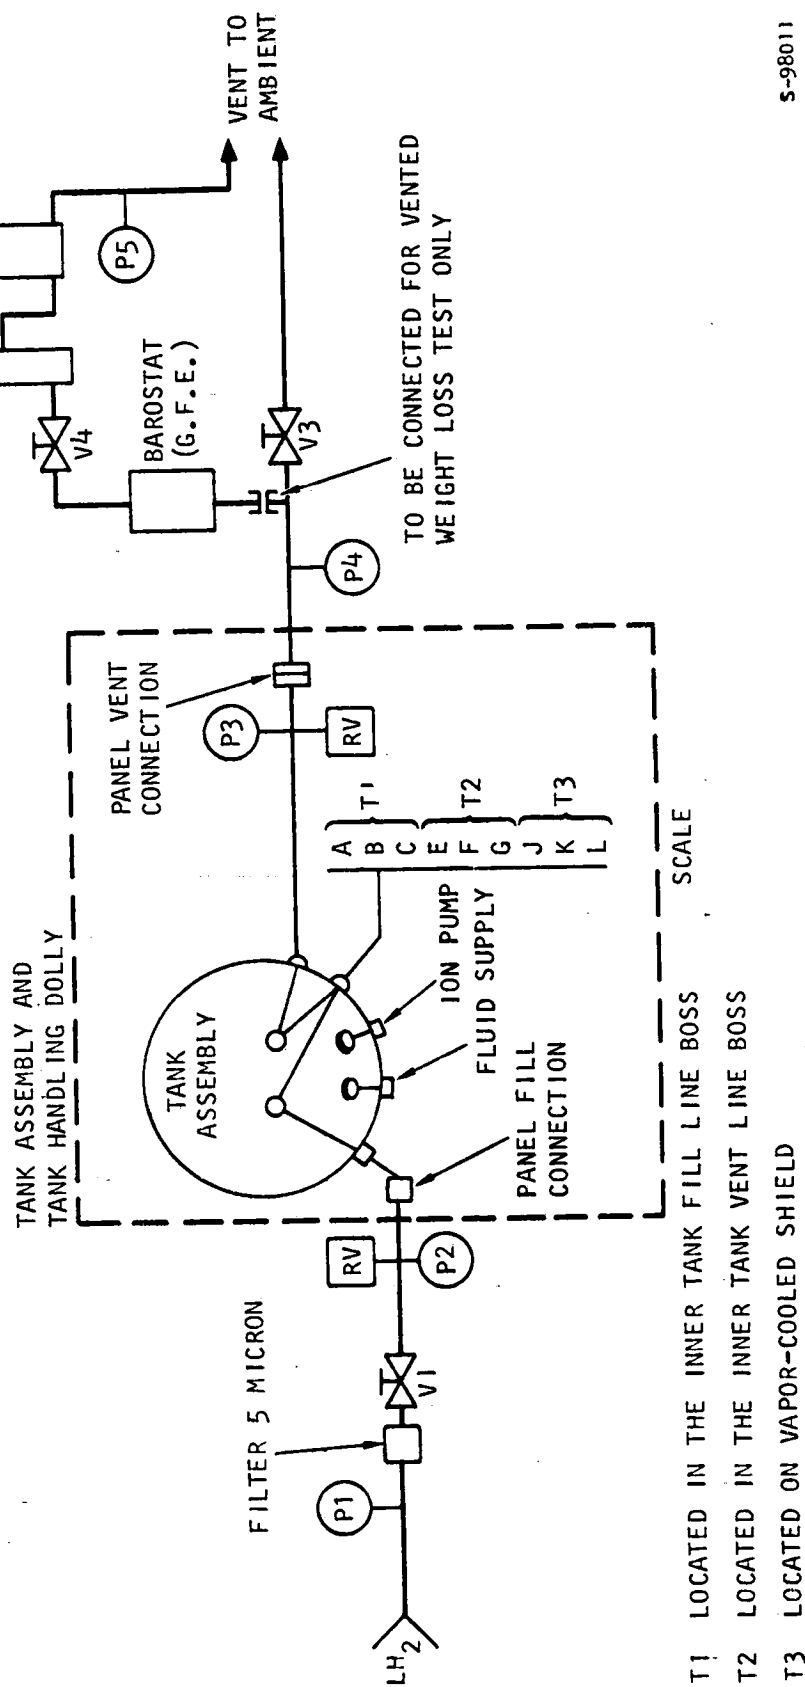 VENT TO
AMBIENT
P5
V4
BAROSTAT
(G.F.E.)
V3
TO BE CONNECTED FOR VENTED
WEIGHT LOSS TEST ONLY
P4
PANEL VENT
CONNECTION
P3
RV
TANK ASSEMBLY AND
TANK HANDLING DOLLY
TANK
ASSEMBLY
A
B
C
T1
E
F
G
T2
J
K
L
T3
ION PUMP
FLUID SUPPLY
PANEL FILL
CONNECTION
SCALE
RV
P2
V1
FILTER 5 MICRON
P1
LH2
T1 LOCATED IN THE INNER TANK FILL LINE BOSS
T2 LOCATED IN THE INNER TANK VENT LINE BOSS
T3 LOCATED ON VAPOR-COOLED SHIELD
S-98011